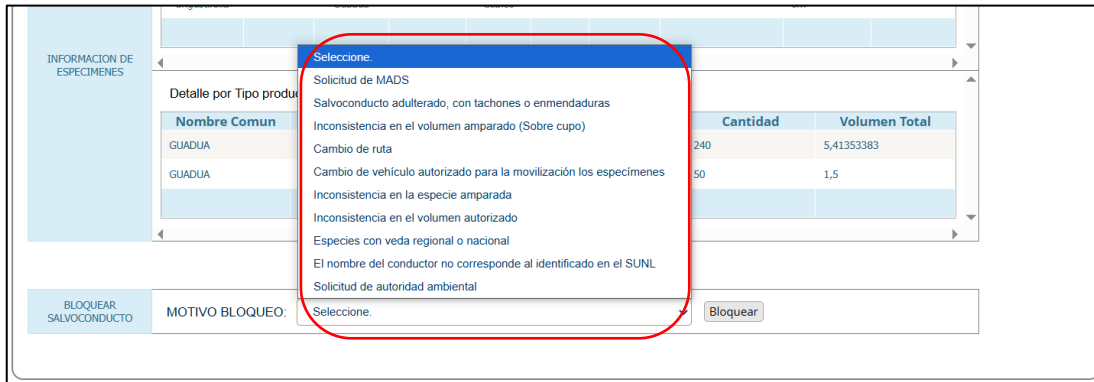 INFORMACION DE
ESPECIMENES
Detalle por Tipo produ
Nombre Comun Cantidad Volumen Total
GUADUA 240 5,41353383
GUADUA 50 1,5
Seleccione.
Solicitud de MADS
Salvoconducto adulterado, con tachones o enmendaduras
Inconsistencia en el volumen amparado (Sobre cupo)
Cambio de ruta
Cambio de vehículo autorizado para la movilización los especímenes
Inconsistencia en la especie amparada
Inconsistencia en el volumen autorizado
Especies con veda regional o nacional
El nombre del conductor no corresponde al identificado en el SUNL
Solicitud de autoridad ambiental
BLOQUEAR
SALVOCONDUCTO
MOTIVO BLOQUEO: Seleccione. Bloquear